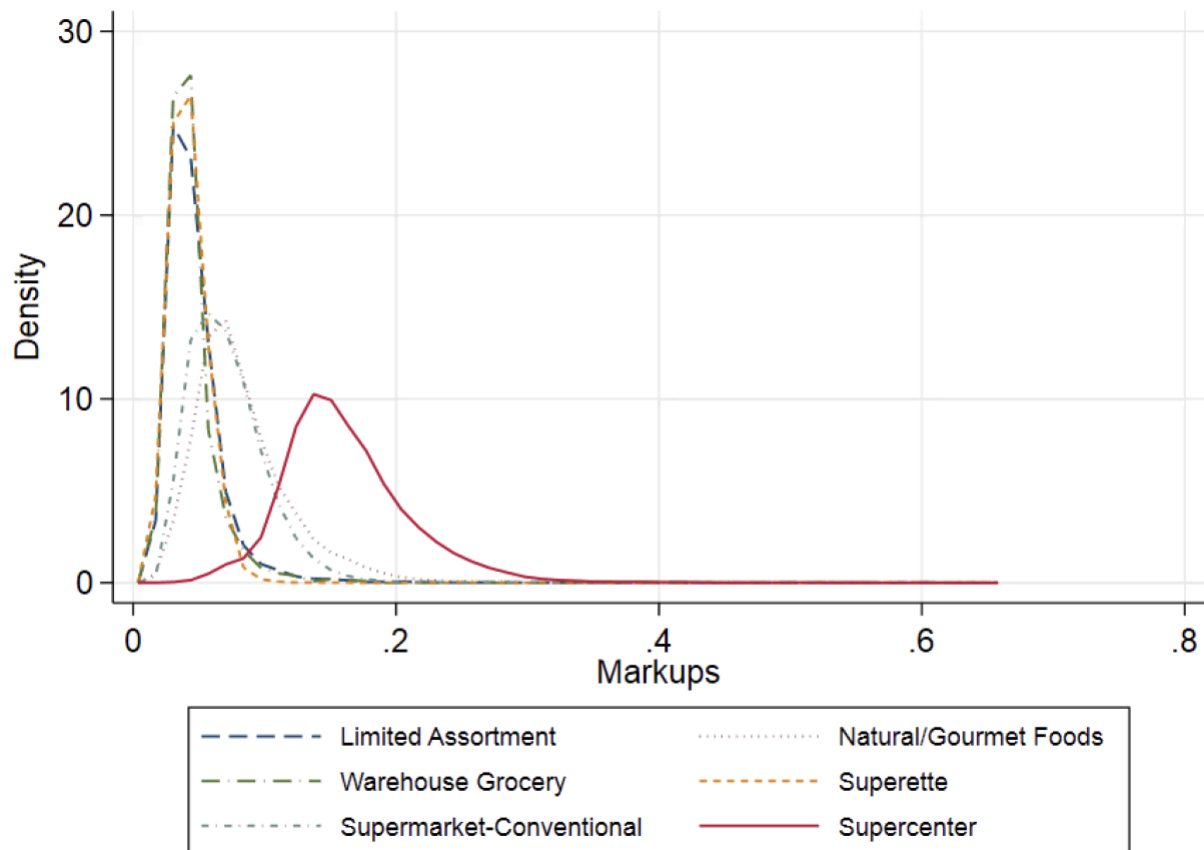 30
20
10
0
Density
0 .2 .4 .6 .8
Markups
Limited Assortment Natural/Gourmet Foods
Warehouse Grocery Superette
Supermarket-Conventional Supercenter